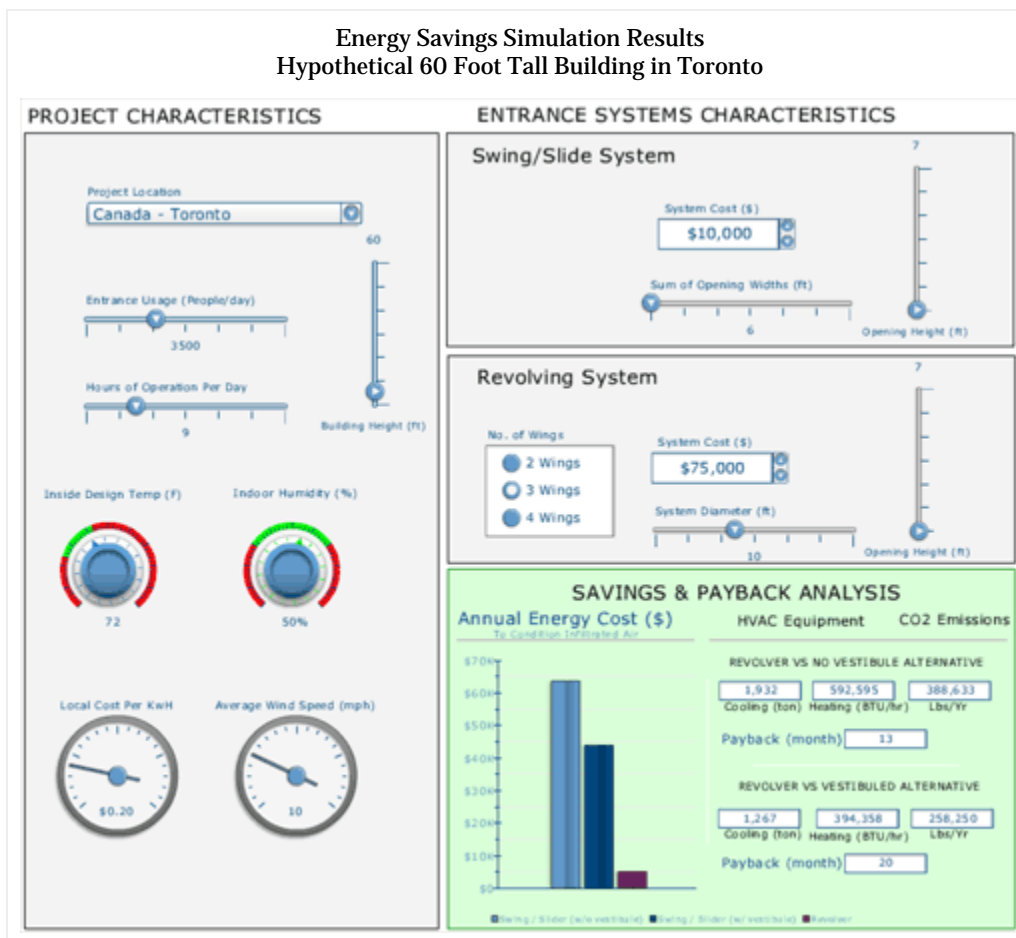 Energy Savings Simulation Results
Hypothetical 60 Foot Tall Building in Toronto
PROJECT CHARACTERISTICS
Project Location
Canada - Toronto
60
Entrance Usage (People/day)
3500
Hours of Operation Per Day
9
Building Height (ft)
Inside Design Temp (f)
Indoor Humidity (%)
72
50%
Local Cost Per KwH
Average Wind Speed (mph)
$0.20
10
ENTRANCE SYSTEMS CHARACTERISTICS
Swing/Slide System
7
System Cost ($)
$10,000
Sum of Opening Widths (ft)
6
Opening Height (ft)
Revolving System
7
No. of Wings
2 Wings
3 Wings
4 Wings
System Cost ($)
$75,000
System Diameter (ft)
10
Opening Height (ft)
SAVINGS & PAYBACK ANALYSIS
Annual Energy Cost ($)
To Condition Infiltrated Air
$70K
$60K
$50K
$40K
$30K
$20K
$10K
$0
Swing / Slider (w/o vestibule) Swing / Slider (w/ vestibule) Revolver
HVAC Equipment CO2 Emissions
REVOLVER VS NO VESTIBULE ALTERNATIVE
1,932 592,595 388,633
Cooling (ton) Heating (BTU/hr) Lbs/Yr
Payback (month) 13
REVOLVER VS VESTIBULED ALTERNATIVE
1,267 394,358 258,250
Cooling (ton) Heating (BTU/hr) Lbs/Yr
Payback (month) 20